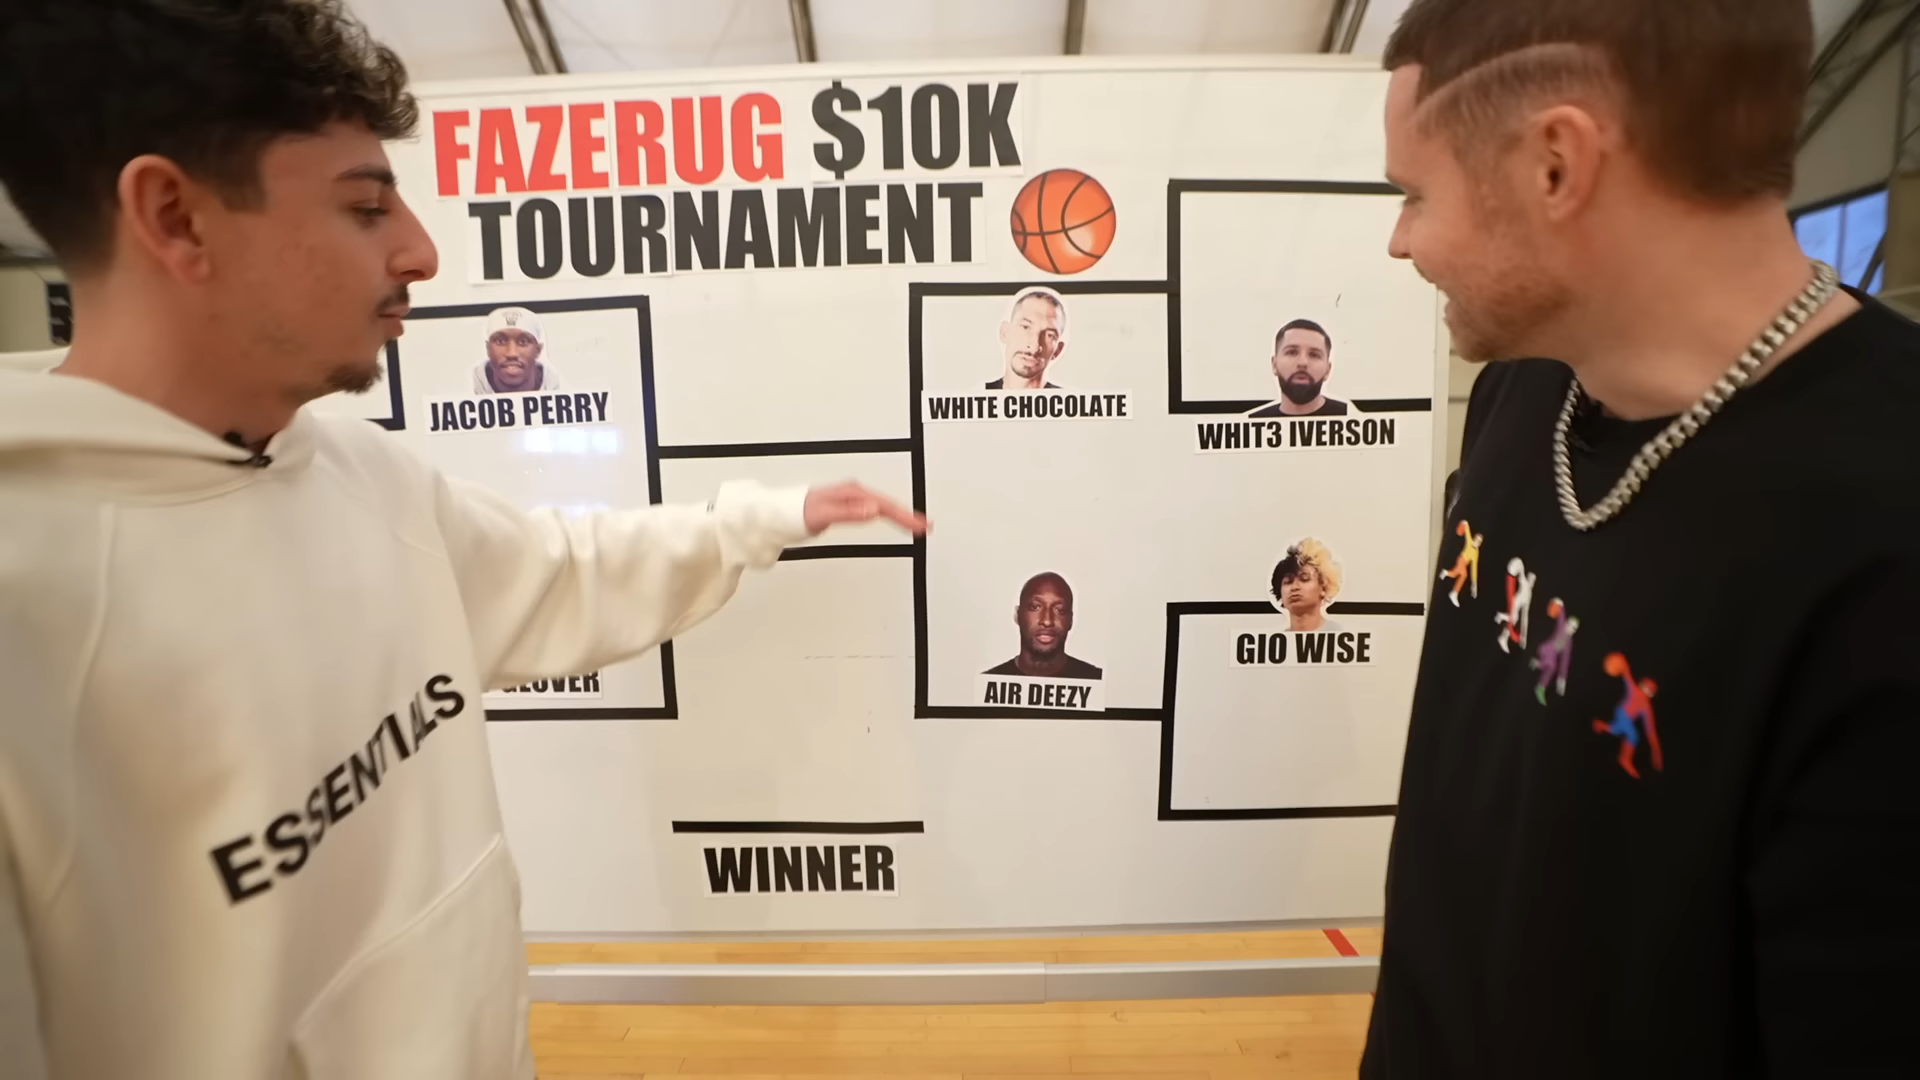 FAZERUG $10K
TOURNAMENT
JACOB PERRY
WHITE CHOCOLATE
WHIT3 IVERSON
GIO WISE
GLOVER
AIR DEEZY
ESSENTIALS
WINNER